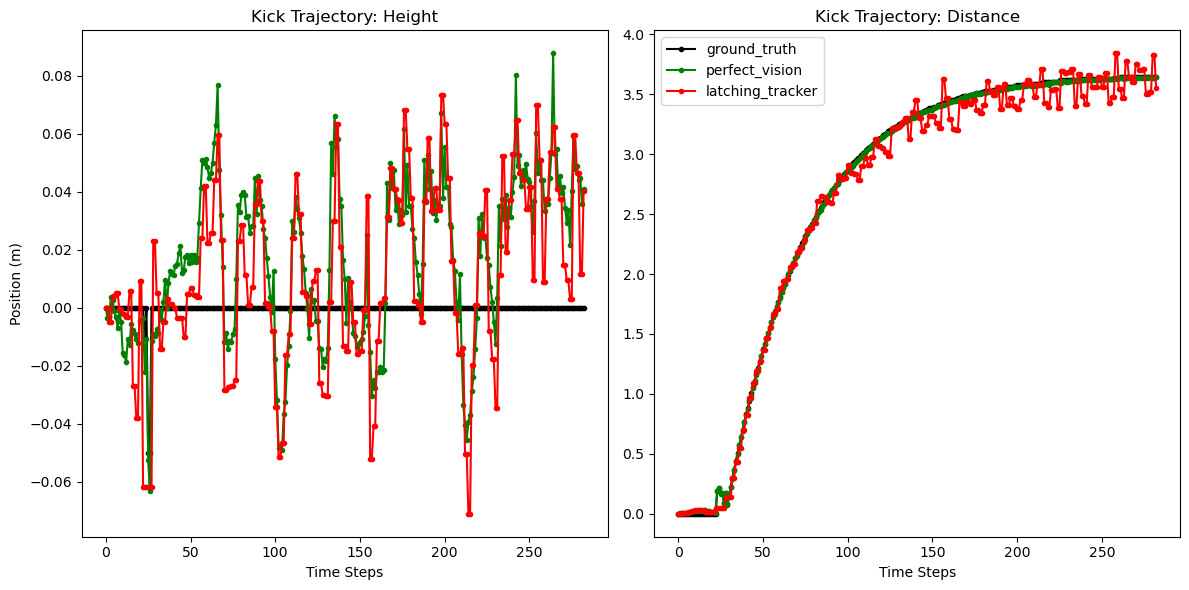 Kick Trajectory: Height
Position (m)
0.08
0.06
0.04
0.02
0.00
−0.02
−0.04
−0.06
0 50 100 150 200 250
Time Steps
Kick Trajectory: Distance
ground_truth
perfect_vision
latching_tracker
4.0
3.5
3.0
2.5
2.0
1.5
1.0
0.5
0.0
0 50 100 150 200 250
Time Steps